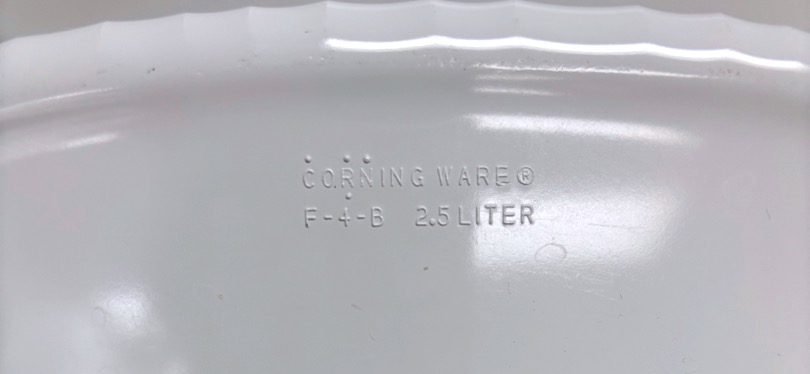 CORNING WARE®
F-4-B 2.5 LITER